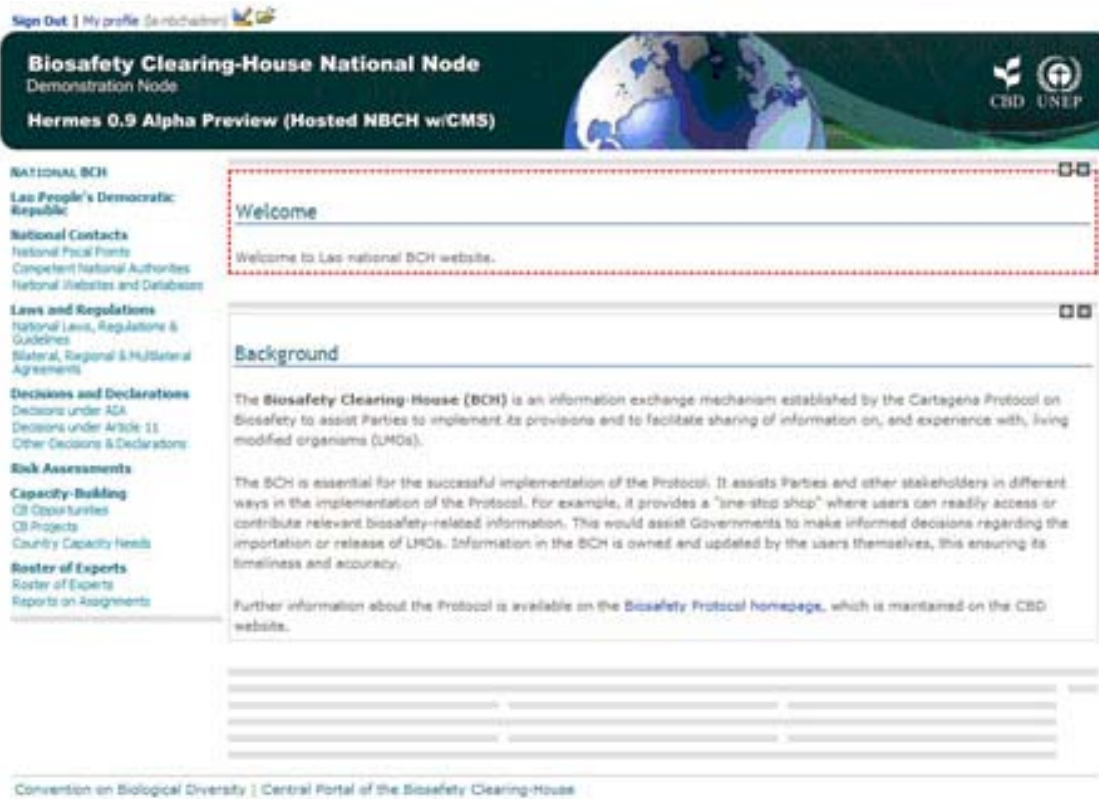 Sign Out | My profile (la-nbchadmin)
Biosafety Clearing-House National Node
Demonstration Node
Hermes 0.9 Alpha Preview (Hosted NBCH w/CMS)
CBD UNEP
NATIONAL BCH
Lao People's Democratic
Republic
National Contacts
National Focal Points
Competent National Authorities
National Websites and Databases
Laws and Regulations
National Laws, Regulations &
Guidelines
Bilateral, Regional & Multilateral
Agreements
Decisions and Declarations
Decisions under AIA
Decisions under Article 11
Other Decisions & Declarations
Risk Assessments
Capacity-Building
CB Opportunities
CB Projects
Country Capacity Needs
Roster of Experts
Roster of Experts
Reports on Assignments
Welcome
Welcome to Lao national BCH website.
Background
The Biosafety Clearing-House (BCH) is an information exchange mechanism established by the Cartagena Protocol on
Biosafety to assist Parties to implement its provisions and to facilitate sharing of information on, and experience with, living
modified organisms (LMOs).
The BCH is essential for the successful implementation of the Protocol. It assists Parties and other stakeholders in different
ways in the implementation of the Protocol. For example, it provides a "one-stop shop" where users can readily access or
contribute relevant biosafety-related information. This would assist Governments to make informed decisions regarding the
importation or release of LMOs. Information in the BCH is owned and updated by the users themselves, this ensuring its
timeliness and accuracy.
Further information about the Protocol is available on the Biosafety Protocol homepage, which is maintained on the CBD
website.
Convention on Biological Diversity | Central Portal of the Biosafety Clearing-House